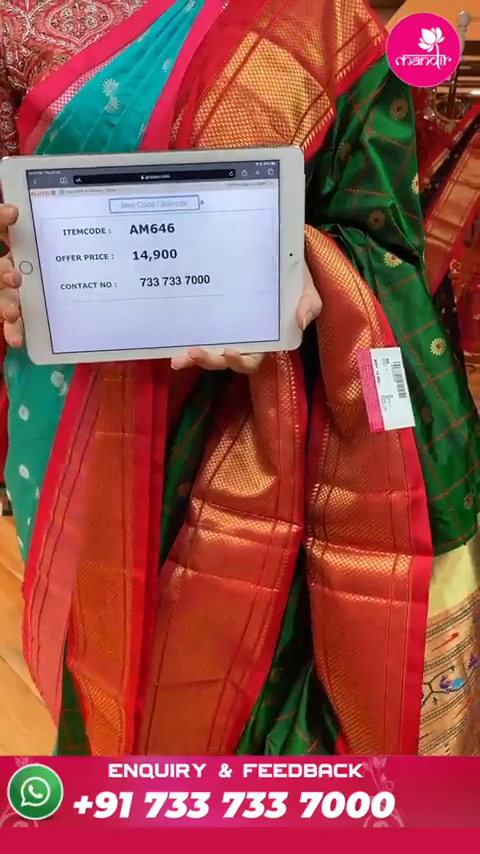 mandir
Item Code / Barcode
ITEMCODE : AM646
OFFER PRICE : 14,900
CONTACT NO : 733 733 7000
ENQUIRY & FEEDBACK
+91 733 733 7000